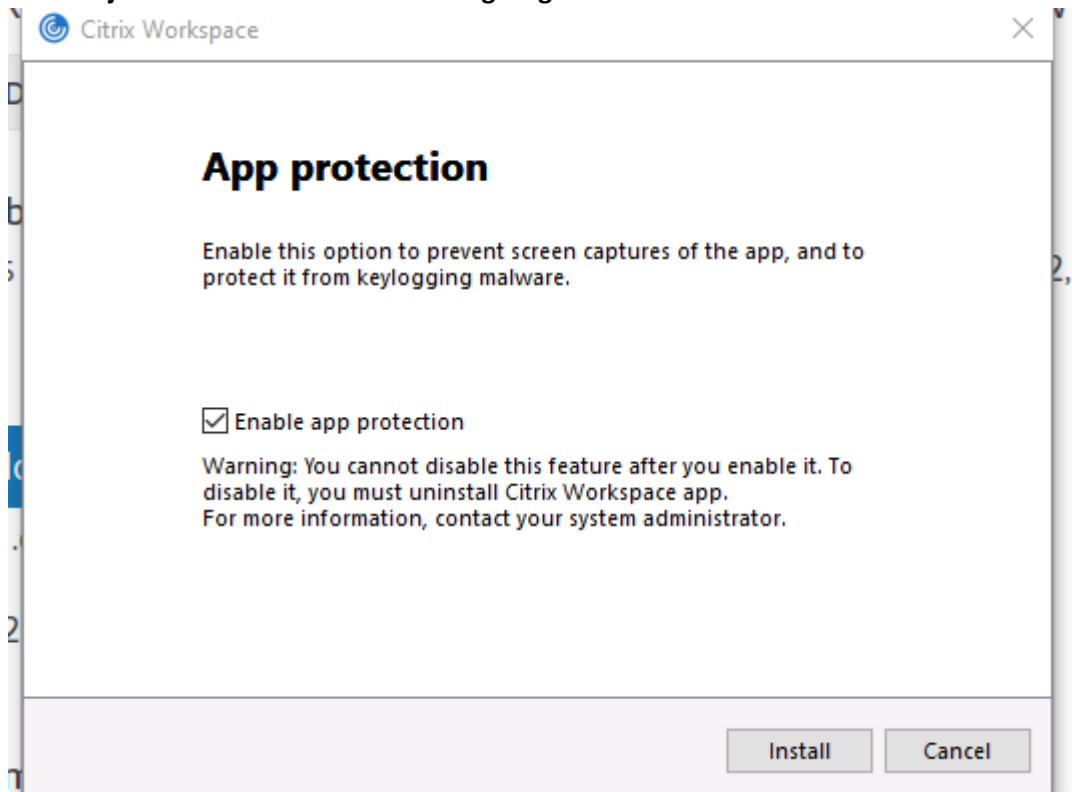 Citrix Workspace
App protection
Enable this option to prevent screen captures of the app, and to
protect it from keylogging malware.
Enable app protection
Warning: You cannot disable this feature after you enable it. To
disable it, you must uninstall Citrix Workspace app.
For more information, contact your system administrator.
Install Cancel